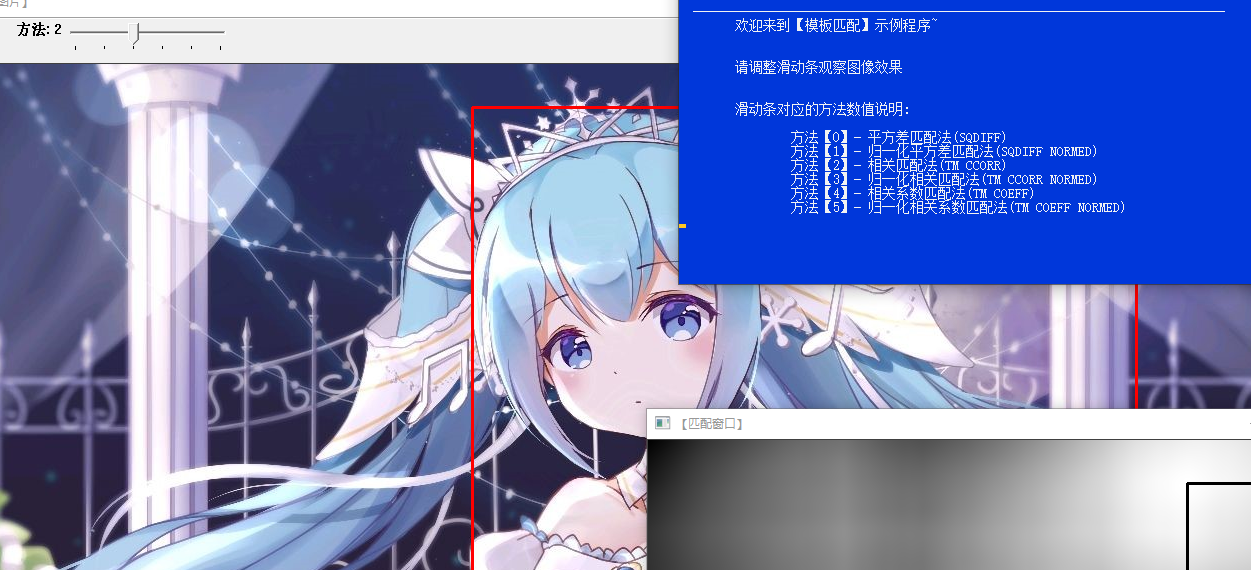 图片】
方法: 2
欢迎来到【模板匹配】示例程序~
请调整滑动条观察图像效果
滑动条对应的方法数值说明:
方法【0】- 平方差匹配法(SQDIFF)
方法【1】- 归一化平方差匹配法(SQDIFF NORMED)
方法【2】- 相关匹配法(TM CCORR)
方法【3】- 归一化相关匹配法(TM CCORR NORMED)
方法【4】- 相关系数匹配法(TM COEFF)
方法【5】- 归一化相关系数匹配法(TM COEFF NORMED)
【匹配窗口】